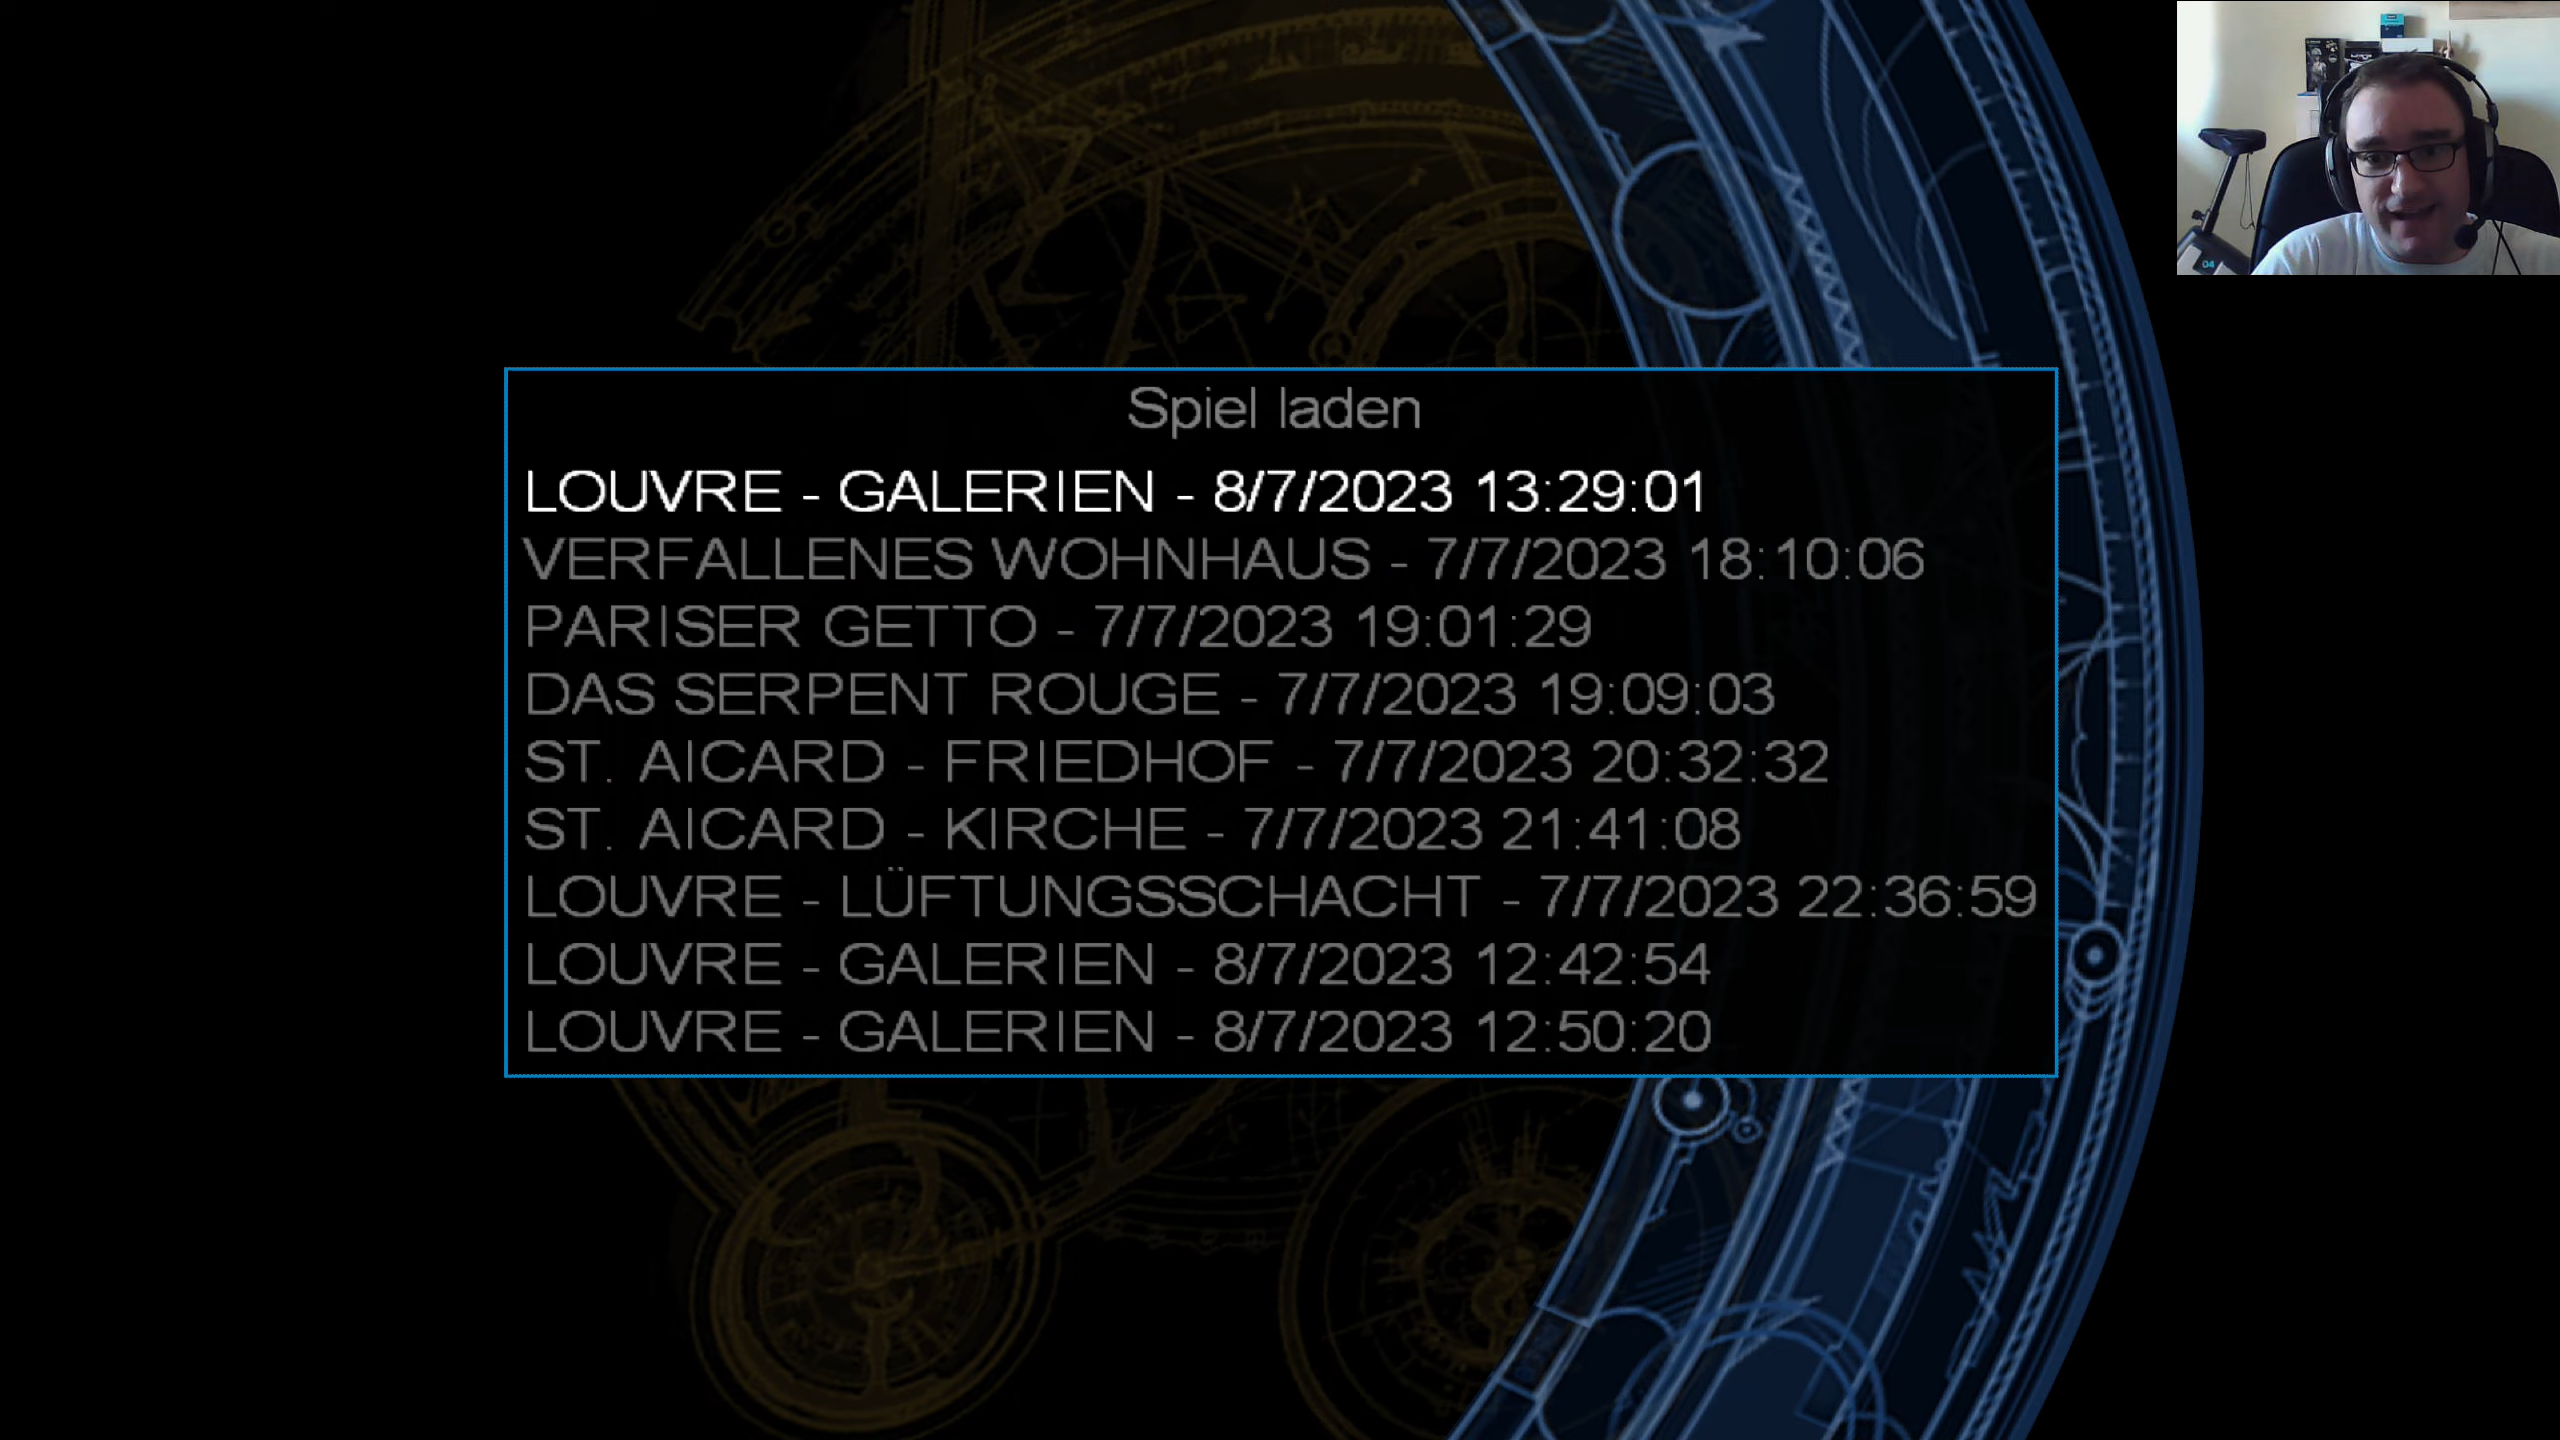 Spiel laden
LOUVRE - GALERIEN - 8/7/2023 13:29:01
VERFALLENES WOHNHAUS - 7/7/2023 18:10:06
PARISER GETTO - 7/7/2023 19:01:29
DAS SERPENT ROUGE - 7/7/2023 19:09:03
ST. AICARD - FRIEDHOF - 7/7/2023 20:32:32
ST. AICARD - KIRCHE - 7/7/2023 21:41:08
LOUVRE - LÜFTUNGSSCHACHT - 7/7/2023 22:36:59
LOUVRE - GALERIEN - 8/7/2023 12:42:54
LOUVRE - GALERIEN - 8/7/2023 12:50:20